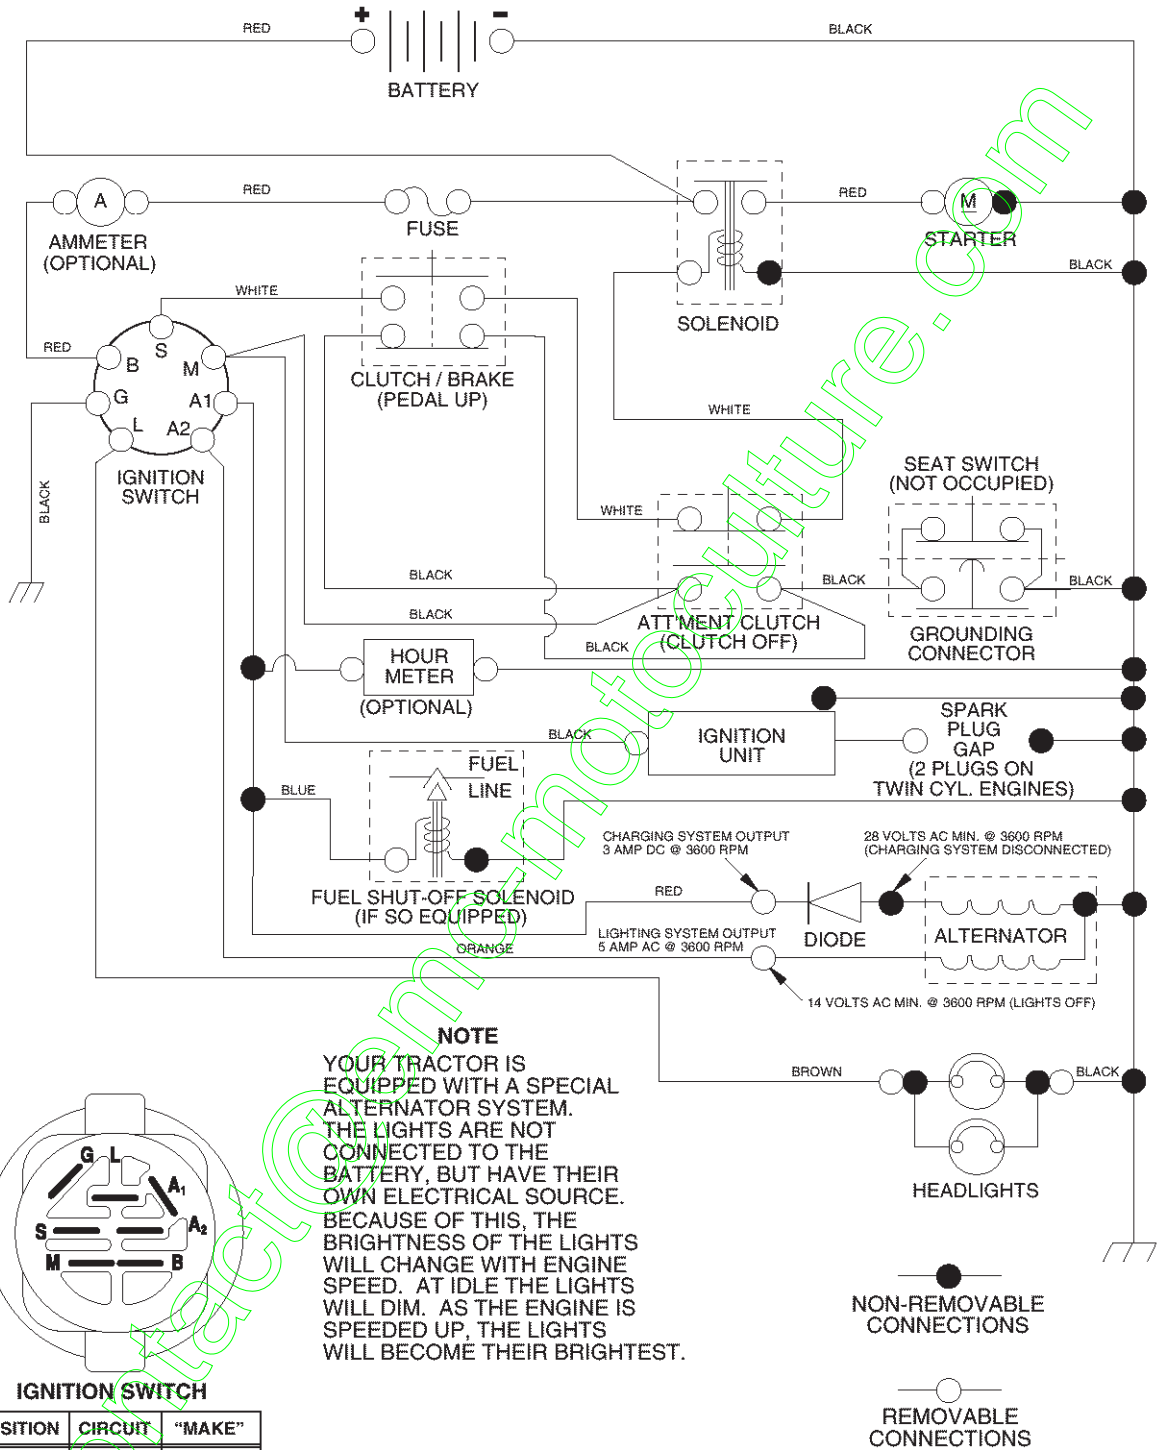 + -
RED
BLACK
BATTERY
RED
RED
A
FUSE
M
AMMETER
(OPTIONAL)
STARTER
BLACK
WHITE
SOLENOID
RED
B
S
M
G
A1
L
A2
CLUTCH / BRAKE
(PEDAL UP)
WHITE
IGNITION
SWITCH
BLACK
SEAT SWITCH
(NOT OCCUPIED)
WHITE
BLACK
BLACK
BLACK
BLACK
ATT'MENT CLUTCH
(CLUTCH OFF)
GROUNDING
CONNECTOR
BLACK
HOUR
METER
(OPTIONAL)
BLACK
IGNITION
UNIT
SPARK
PLUG
GAP
(2 PLUGS ON
TWIN CYL. ENGINES)
FUEL
LINE
BLUE
CHARGING SYSTEM OUTPUT
3 AMP DC @ 3600 RPM
28 VOLTS AC MIN. @ 3600 RPM
(CHARGING SYSTEM DISCONNECTED)
FUEL SHUT-OFF SOLENOID
(IF SO EQUIPPED)
RED
LIGHTING SYSTEM OUTPUT
5 AMP AC @ 3600 RPM
DIODE
ALTERNATOR
ORANGE
14 VOLTS AC MIN. @ 3600 RPM (LIGHTS OFF)
NOTE
YOUR TRACTOR IS
EQUIPPED WITH A SPECIAL
ALTERNATOR SYSTEM.
THE LIGHTS ARE NOT
CONNECTED TO THE
BATTERY, BUT HAVE THEIR
OWN ELECTRICAL SOURCE.
BECAUSE OF THIS, THE
BRIGHTNESS OF THE LIGHTS
WILL CHANGE WITH ENGINE
SPEED. AT IDLE THE LIGHTS
WILL DIM. AS THE ENGINE IS
SPEEDED UP, THE LIGHTS
WILL BECOME THEIR BRIGHTEST.
BROWN
BLACK
HEADLIGHTS
G L
A1
S
A2
M
B
IGNITION SWITCH
SITION CIRCUIT "MAKE"
NON-REMOVABLE
CONNECTIONS
REMOVABLE
CONNECTIONS
ontact@emc-motoculture.com